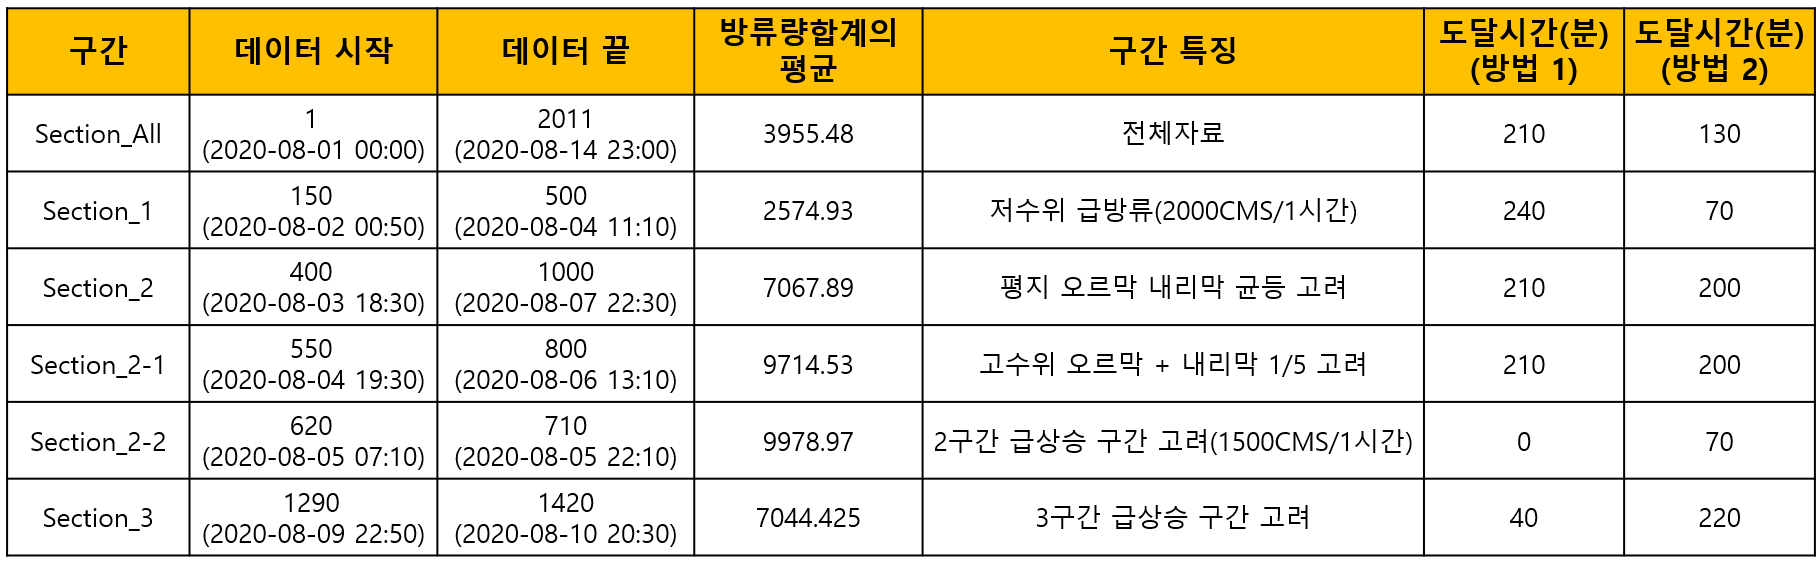 구간 데이터 시작 데이터 끝 방류량합계의 평균 구간 특징 도달시간(분) (방법 1) 도달시간(분) (방법 2)
Section_All 1 (2020-08-01 00:00) 2011 (2020-08-14 23:00) 3955.48 전체자료 210 130
Section_1 150 (2020-08-02 00:50) 500 (2020-08-04 11:10) 2574.93 저수위 급방류(2000CMS/1시간) 240 70
Section_2 400 (2020-08-03 18:30) 1000 (2020-08-07 22:30) 7067.89 평지 오르막 내리막 균등 고려 210 200
Section_2-1 550 (2020-08-04 19:30) 800 (2020-08-06 13:10) 9714.53 고수위 오르막 + 내리막 1/5 고려 210 200
Section_2-2 620 (2020-08-05 07:10) 710 (2020-08-05 22:10) 9978.97 2구간 급상승 구간 고려(1500CMS/1시간) 0 70
Section_3 1290 (2020-08-09 22:50) 1420 (2020-08-10 20:30) 7044.425 3구간 급상승 구간 고려 40 220